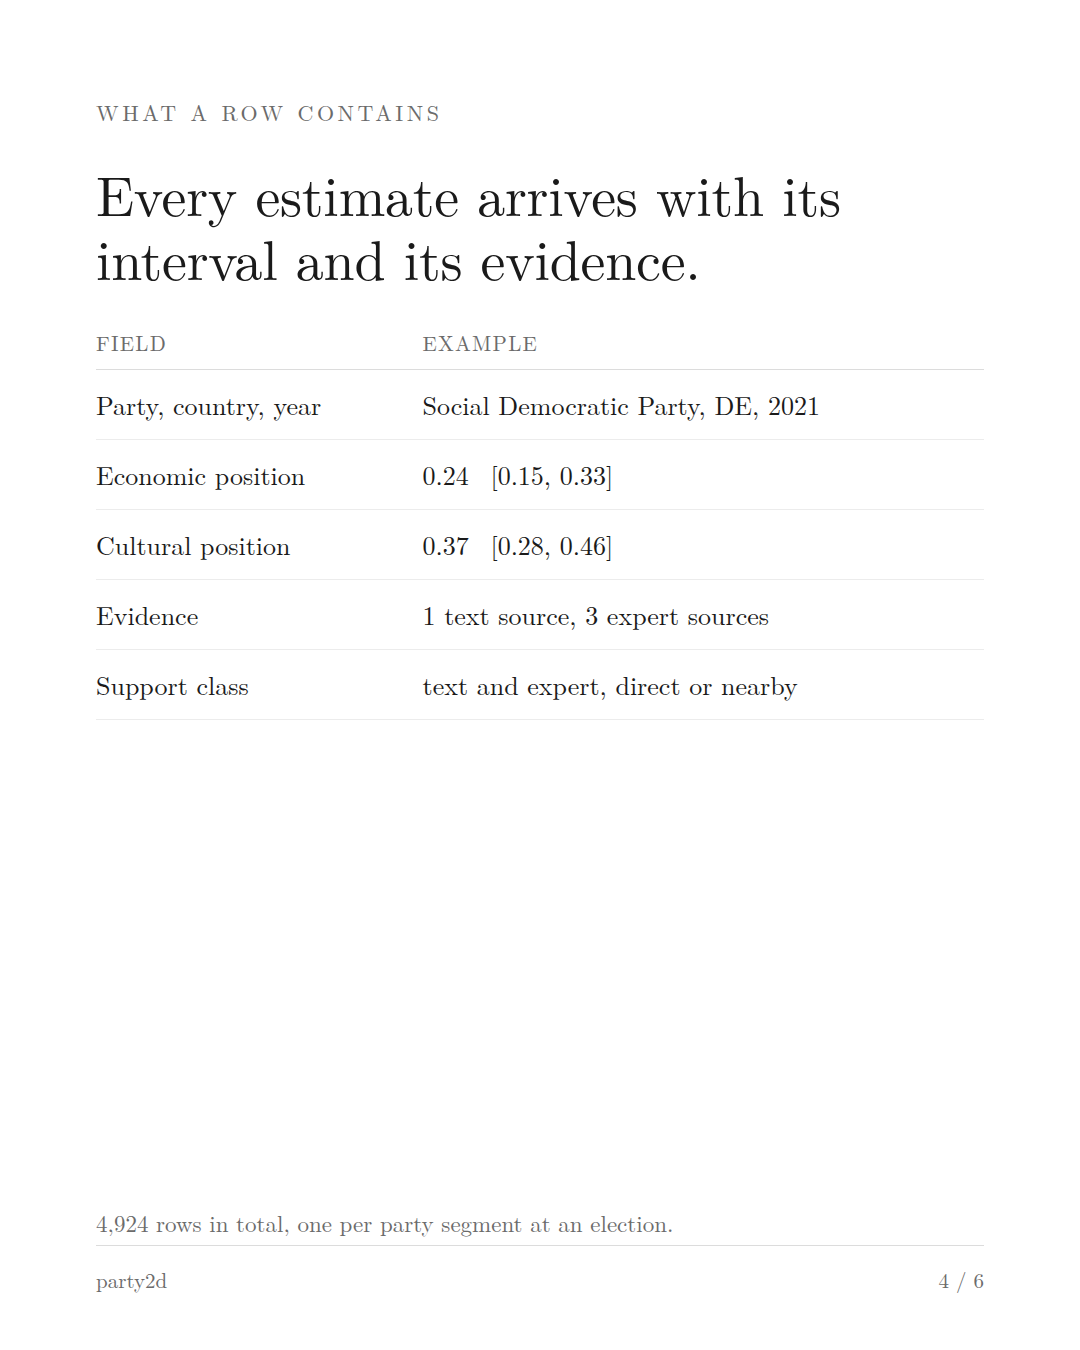 WHAT A ROW CONTAINS
Every estimate arrives with its
interval and its evidence.
FIELD EXAMPLE
Party, country, year Social Democratic Party, DE, 2021
Economic position 0.24 [0.15, 0.33]
Cultural position 0.37 [0.28, 0.46]
Evidence 1 text source, 3 expert sources
Support class text and expert, direct or nearby
4,924 rows in total, one per party segment at an election.
party2d 4 / 6